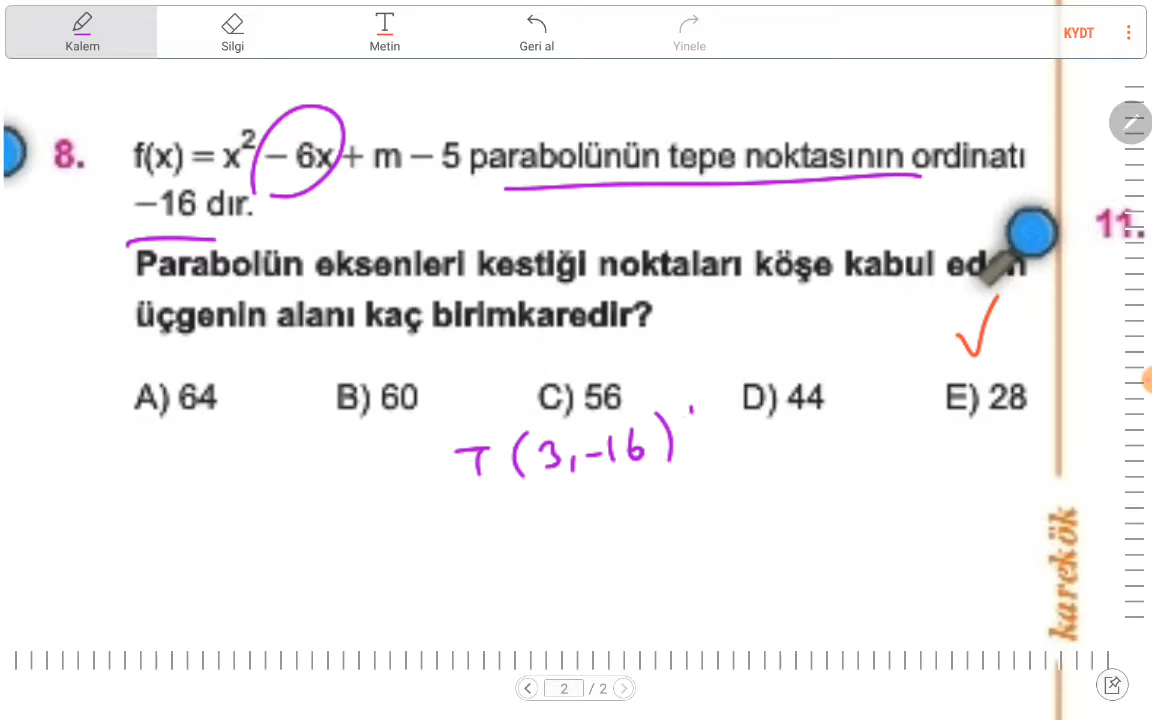 Kalem Silgi Metin Geri al Yinele KYDT
8. f(x) = x² − 6x + m − 5 parabolünün tepe noktasının ordinatı
−16 dır.
11.
Parabolün eksenleri kestiği noktaları köşe kabul eden
üçgenin alanı kaç birimkaredir?
A) 64 B) 60 C) 56 D) 44 E) 28
T (3, -16)
karekök
2 / 2